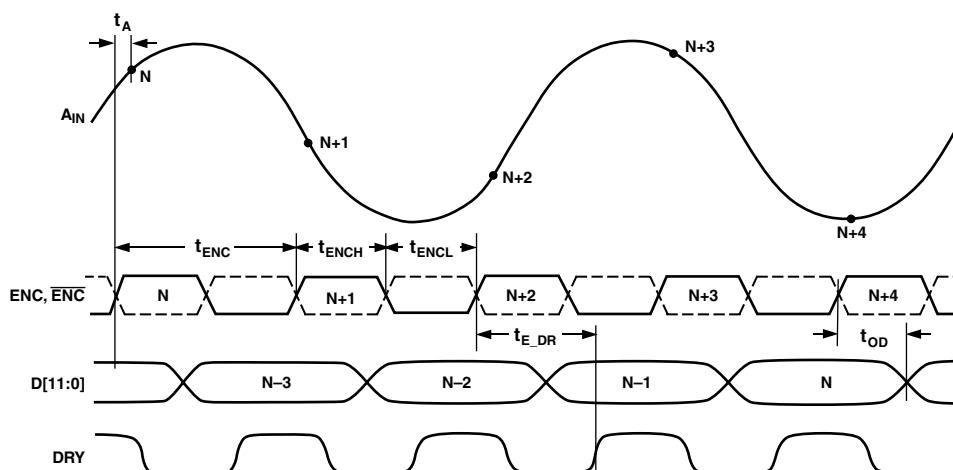 tA
N
N+3
AIN
N+1
N+2
N+4
tENC
tENCH
tENCL
ENC, E̅N̅C̅
N
N+1
N+2
N+3
N+4
tE_DR
tOD
D[11:0]
N–3
N–2
N–1
N
DRY